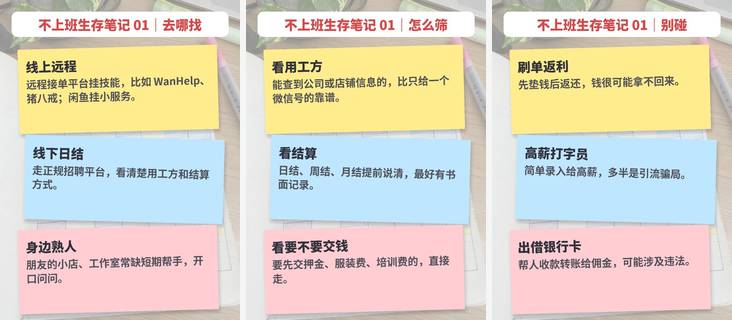 不上班生存笔记 01｜去哪找
线上远程
远程接单平台挂技能，比如 WanHelp、
猪八戒；闲鱼挂小服务。
线下日结
走正规招聘平台，看清楚用工方和结算
方式。
身边熟人
朋友的小店、工作室常缺短期帮手，开
口问问。
不上班生存笔记 01｜怎么筛
看用工方
能查到公司或店铺信息的，比只给一个
微信号的靠谱。
看结算
日结、周结、月结提前说清，最好有书
面记录。
看要不要交钱
要先交押金、服装费、培训费的，直接
走。
不上班生存笔记 01｜别碰
刷单返利
先垫钱后返还，钱很可能拿不回来。
高薪打字员
简单录入给高薪，多半是引流骗局。
出借银行卡
帮人收款转账给佣金，可能涉及违法。